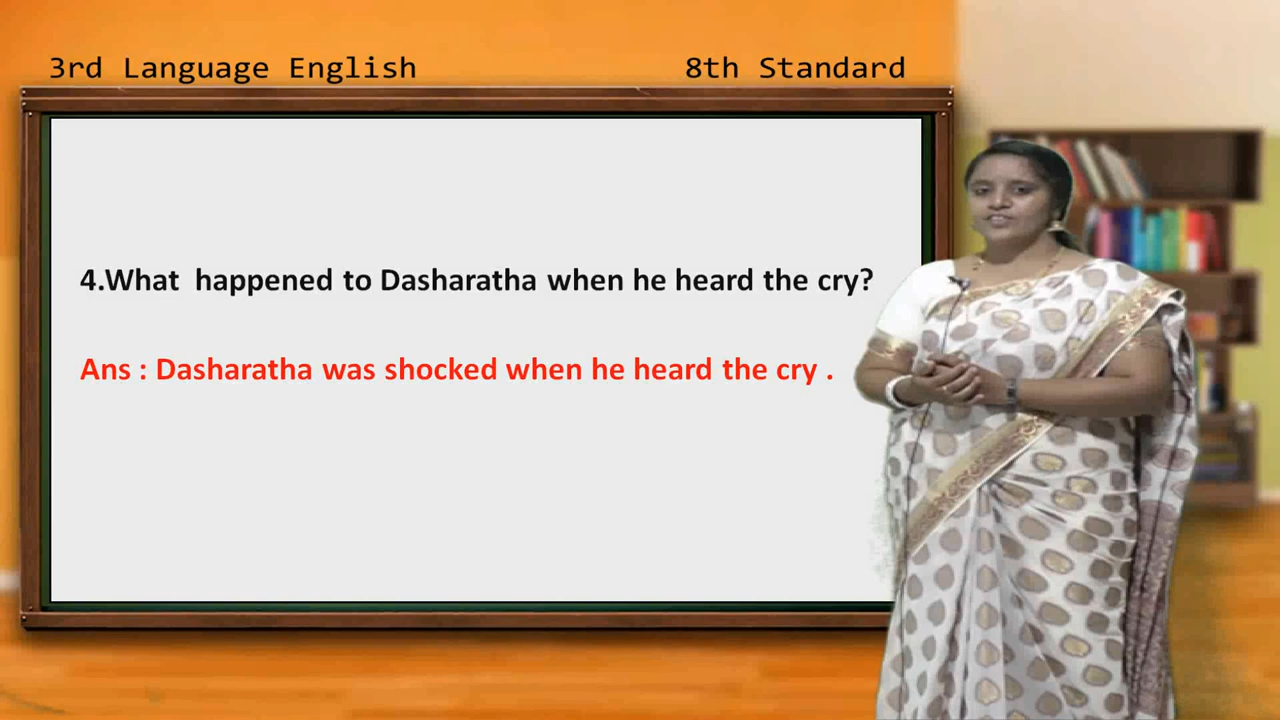 3rd Language English
8th Standard
4.What happened to Dasharatha when he heard the cry?
Ans : Dasharatha was shocked when he heard the cry .